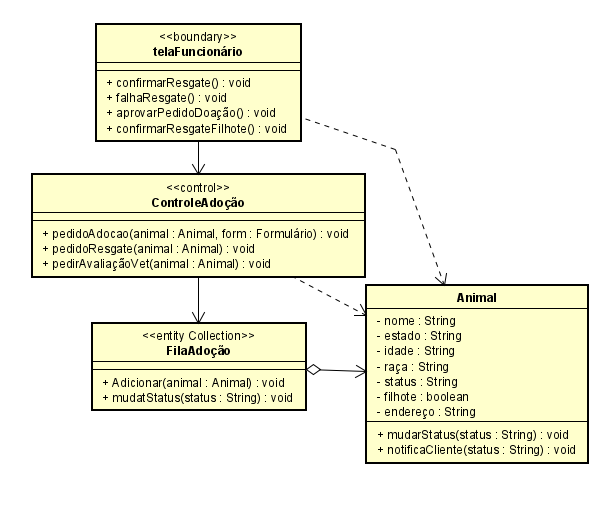 <<boundary>>
telaFuncionário
+ confirmarResgate() : void
+ falhaResgate() : void
+ aprovarPedidoDoação() : void
+ confirmarResgateFilhote() : void
<<control>>
ControleAdoção
+ pedidoAdocao(animal : Animal, form : Formulário) : void
+ pedidoResgate(animal : Animal) : void
+ pedirAvaliaçãoVet(animal : Animal) : void
<<entity Collection>>
FilaAdoção
+ Adicionar(animal : Animal) : void
+ mudatStatus(status : String) : void
Animal
- nome : String
- estado : String
- idade : String
- raça : String
- status : String
- filhote : boolean
- endereço : String
+ mudarStatus(status : String) : void
+ notificaCliente(status : String) : void